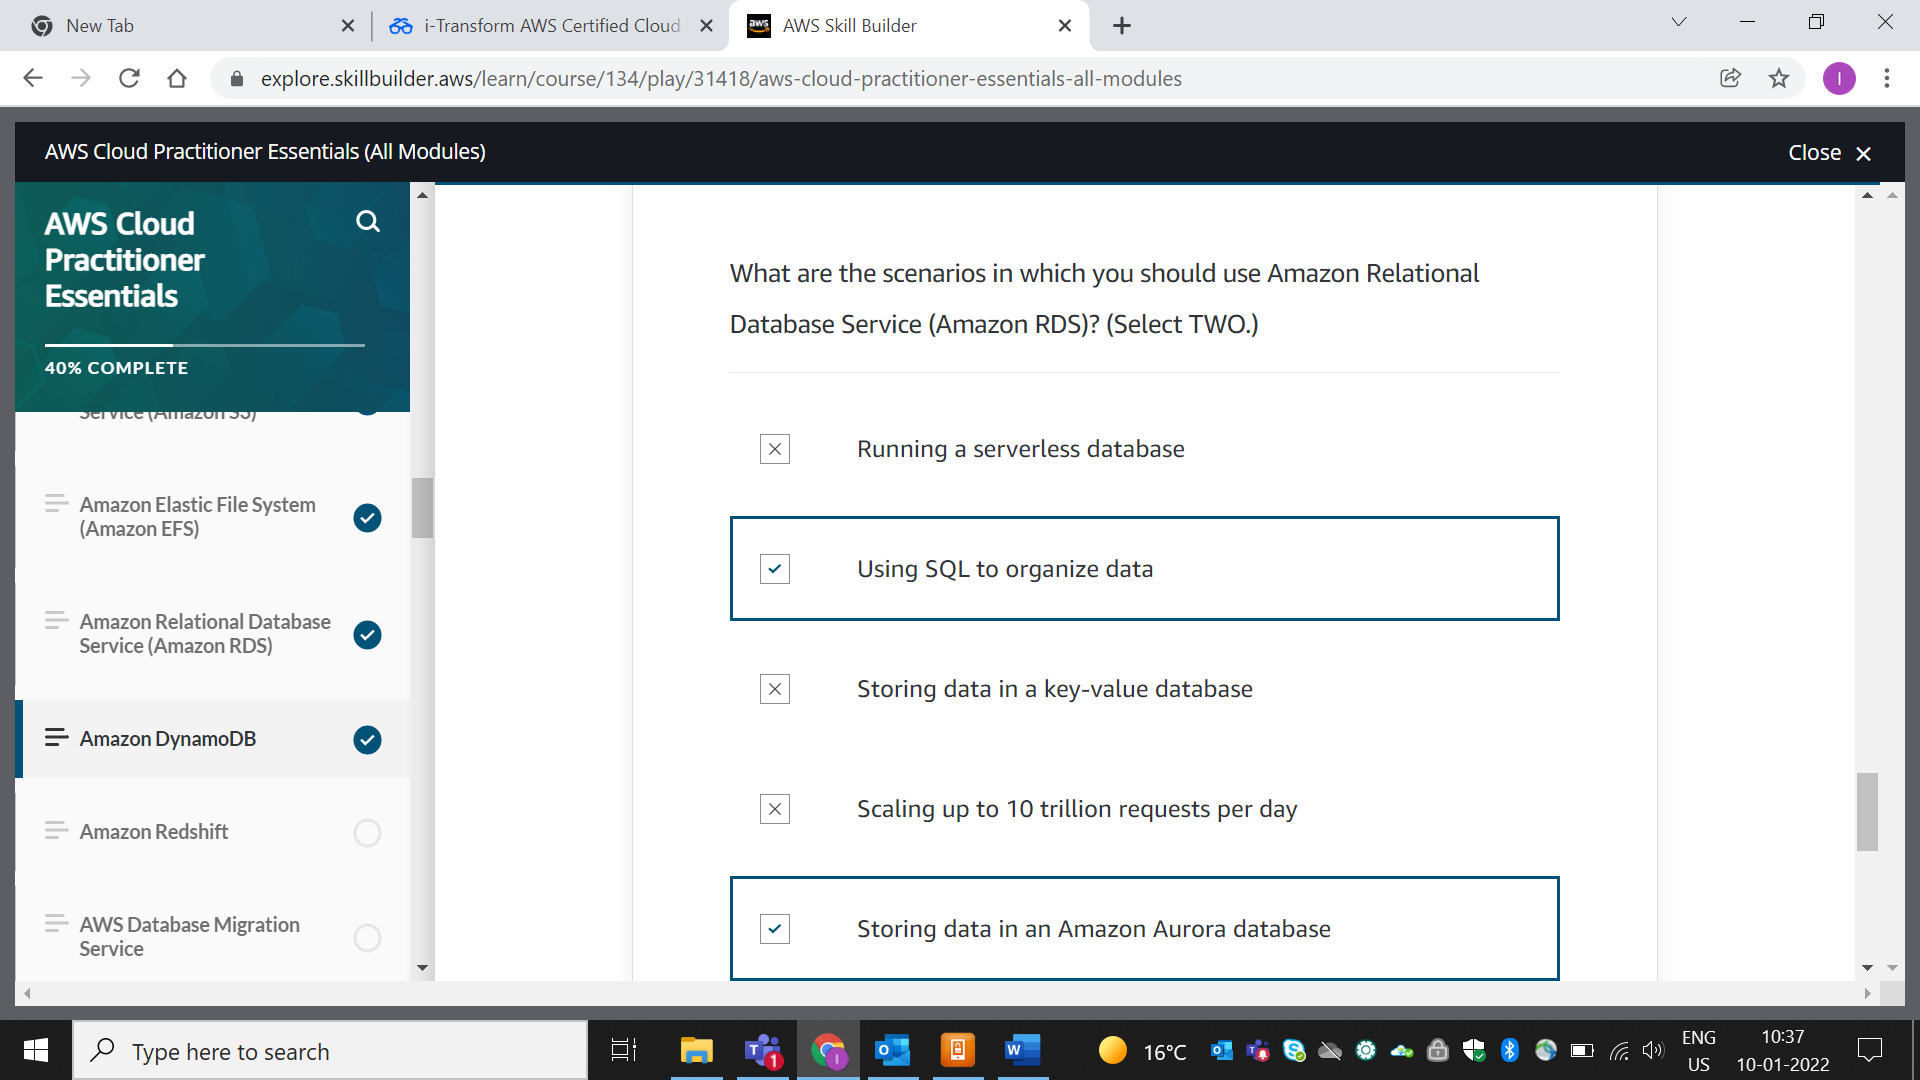 New Tab
i-Transform AWS Certified Cloud
aws
AWS Skill Builder
explore.skillbuilder.aws/learn/course/134/play/31418/aws-cloud-practitioner-essentials-all-modules
I
AWS Cloud Practitioner Essentials (All Modules)
Close
AWS Cloud
Practitioner
Essentials
40% COMPLETE
Service (Amazon S3)
Amazon Elastic File System
(Amazon EFS)
Amazon Relational Database
Service (Amazon RDS)
Amazon DynamoDB
Amazon Redshift
AWS Database Migration
Service
What are the scenarios in which you should use Amazon Relational
Database Service (Amazon RDS)? (Select TWO.)
Running a serverless database
Using SQL to organize data
Storing data in a key-value database
Scaling up to 10 trillion requests per day
Storing data in an Amazon Aurora database
Type here to search
1
16°C
ENG
US
10:37
10-01-2022